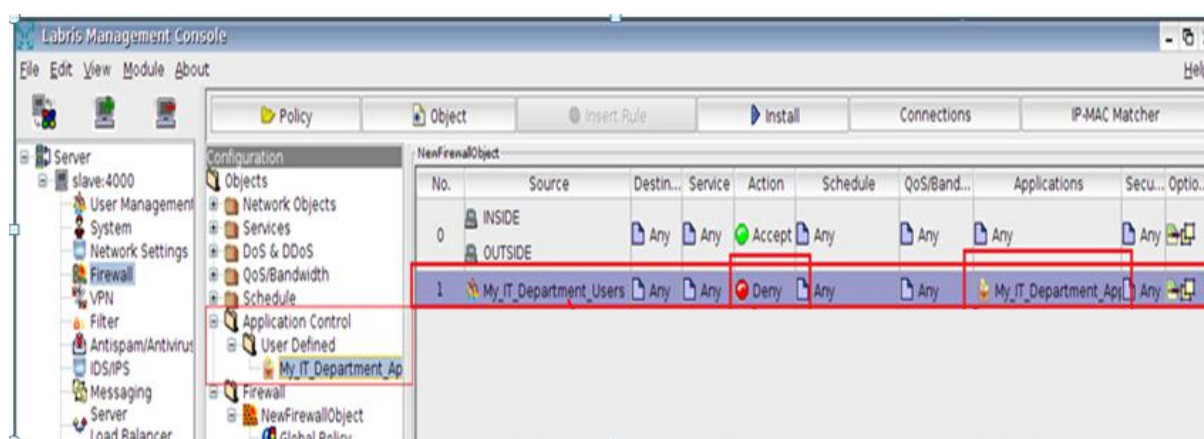 Labris Management Console
File Edit View Module About
Help
Policy
Object
Insert Rule
Install
Connections
IP-MAC Matcher
Server
slave:4000
User Management
System
Network Settings
Firewall
VPN
Filter
Antispam/Antivirus
IDS/IPS
Messaging
Server
Load Balancer
Configuration
Objects
Network Objects
Services
DoS & DDoS
QoS/Bandwidth
Schedule
Application Control
User Defined
My_IT_Department_Ap
Firewall
NewFirewallObject
Global Policy
NewFirewallObject
No. Source Destin... Service Action Schedule QoS/Band... Applications Secu... Optio...
0 INSIDE OUTSIDE Any Any Accept Any Any Any Any
1 My_IT_Department_Users Any Any Deny Any Any My_IT_Department_App Any